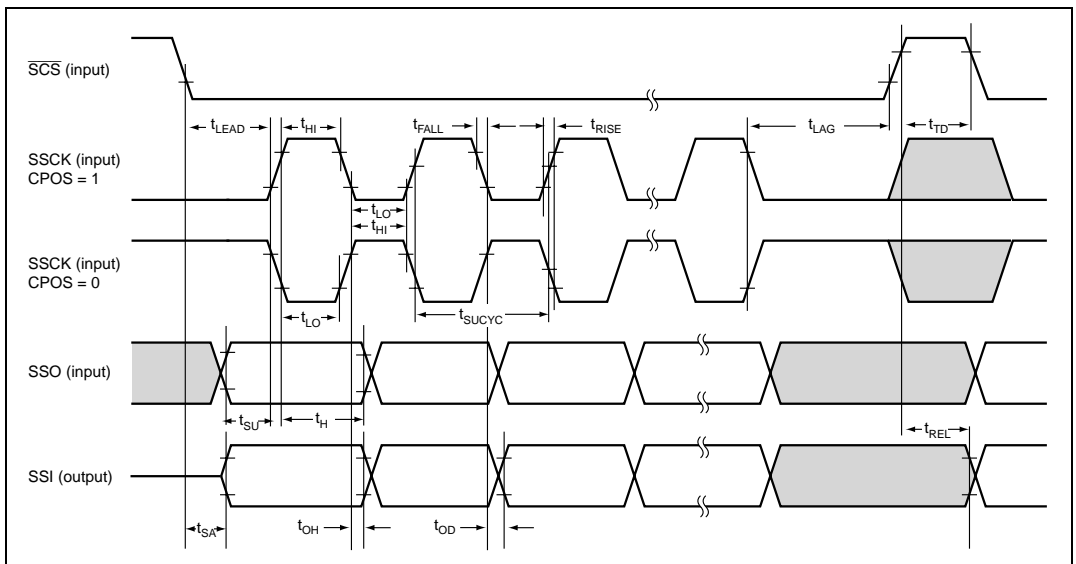 SCS (input)
tLEAD
tHI
tFALL
tRISE
tLAG
tTD
SSCK (input)
CPOS = 1
tLO
tHI
SSCK (input)
CPOS = 0
tLO
tSUCYC
SSO (input)
tSU
tH
tREL
SSI (output)
tSA
tOH
tOD